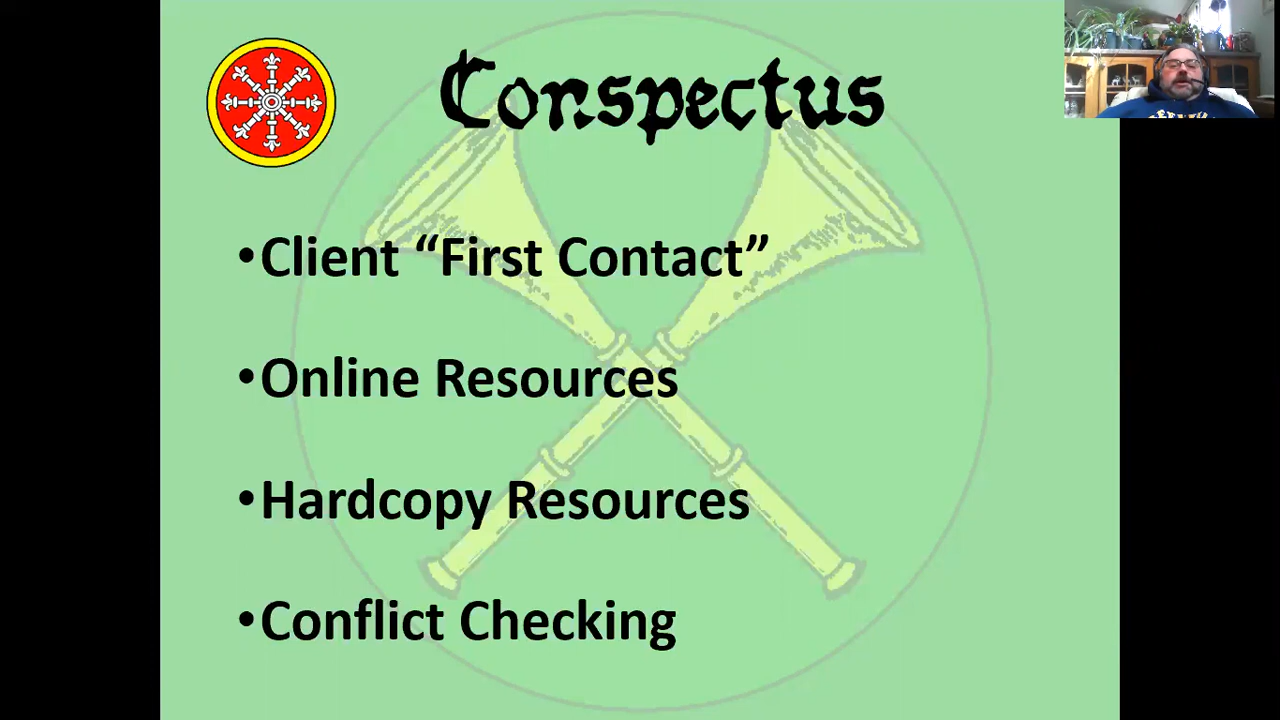 Conspectus
•Client “First Contact”
•Online Resources
•Hardcopy Resources
•Conflict Checking